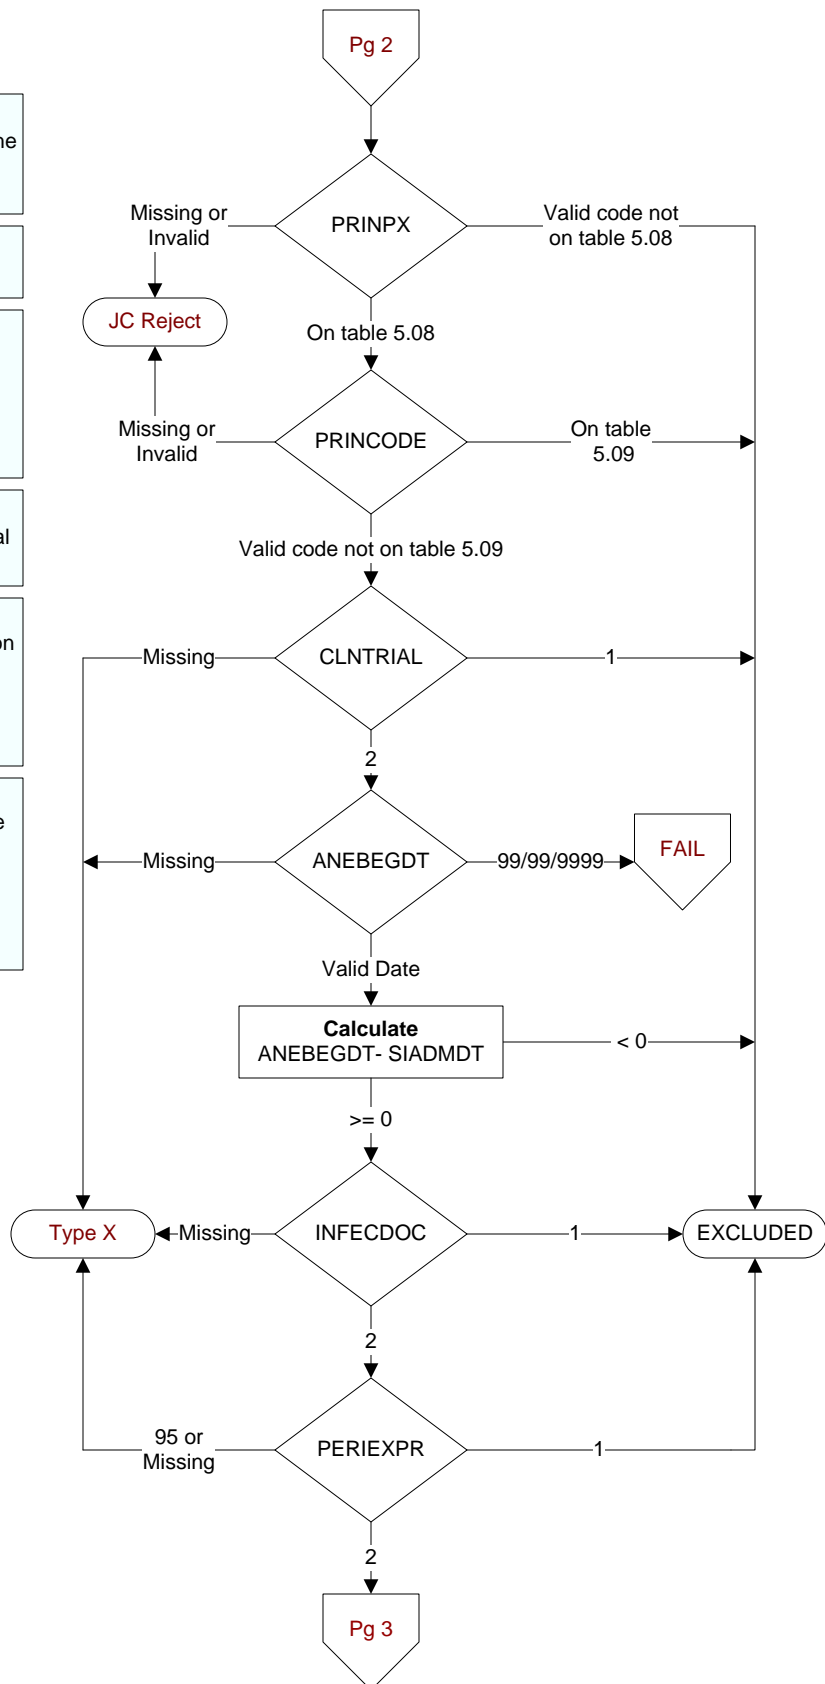 Pg 2
ne
Missing or
Invalid
PRINPX
Valid code not
on table 5.08
JC Reject
On table 5.08
Missing or
Invalid
PRINCODE
On table
5.09
al
Valid code not on table 5.09
on
Missing
CLNTRIAL
1
2
e
Missing
ANEBEGDT
99/99/9999
FAIL
Valid Date
Calculate
ANEBEGDT- SIADMDT
< 0
>= 0
Type X
Missing
INFECDOC
1
EXCLUDED
2
95 or
Missing
PERIEXPR
1
2
Pg 3